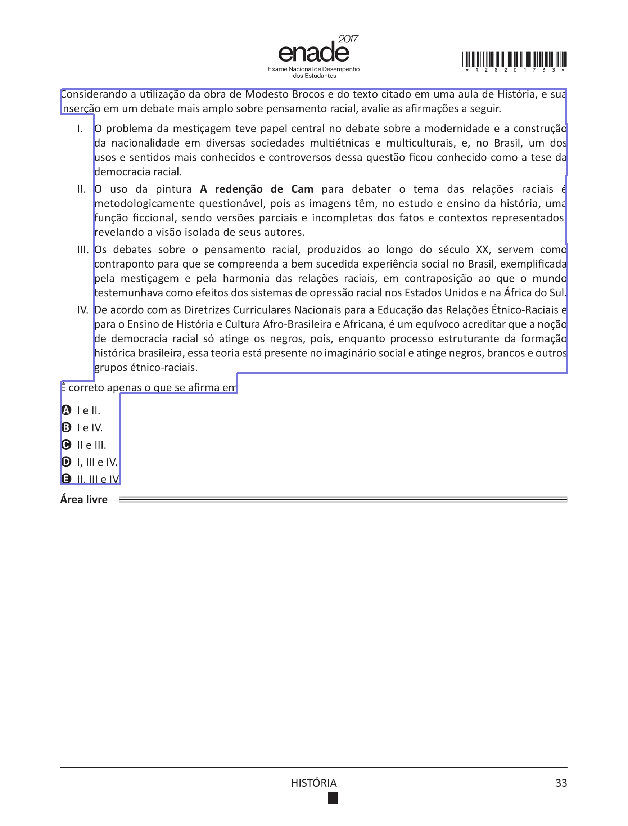 2017
enade
Exame Nacional de Desempenho
dos Estudantes
Considerando a utilização da obra de Modesto Brocos e do texto citado em uma aula de História, e sua
inserção em um debate mais amplo sobre pensamento racial, avalie as afirmações a seguir.
I. O problema da mestiçagem teve papel central no debate sobre a modernidade e a construção
da nacionalidade em diversas sociedades multiétnicas e multiculturais, e, no Brasil, um dos
usos e sentidos mais conhecidos e controversos dessa questão ficou conhecido como a tese da
democracia racial.
II. O uso da pintura A redenção de Cam para debater o tema das relações raciais é
metodologicamente questionável, pois as imagens têm, no estudo e ensino da história, uma
função ficcional, sendo versões parciais e incompletas dos fatos e contextos representados,
revelando a visão isolada de seus autores.
III. Os debates sobre o pensamento racial, produzidos ao longo do século XX, servem como
contraponto para que se compreenda a bem sucedida experiência social no Brasil, exemplificada
pela mestiçagem e pela harmonia das relações raciais, em contraposição ao que o mundo
testemunhava como efeitos dos sistemas de opressão racial nos Estados Unidos e na África do Sul.
IV. De acordo com as Diretrizes Curriculares Nacionais para a Educação das Relações Étnico-Raciais e
para o Ensino de História e Cultura Afro-Brasileira e Africana, é um equívoco acreditar que a noção
de democracia racial só atinge os negros, pois, enquanto processo estruturante da formação
histórica brasileira, essa teoria está presente no imaginário social e atinge negros, brancos e outros
grupos étnico-raciais.
É correto apenas o que se afirma em
A I e II.
B I e IV.
C II e III.
D I, III e IV.
E II, III e IV.
Área livre
HISTÓRIA
33